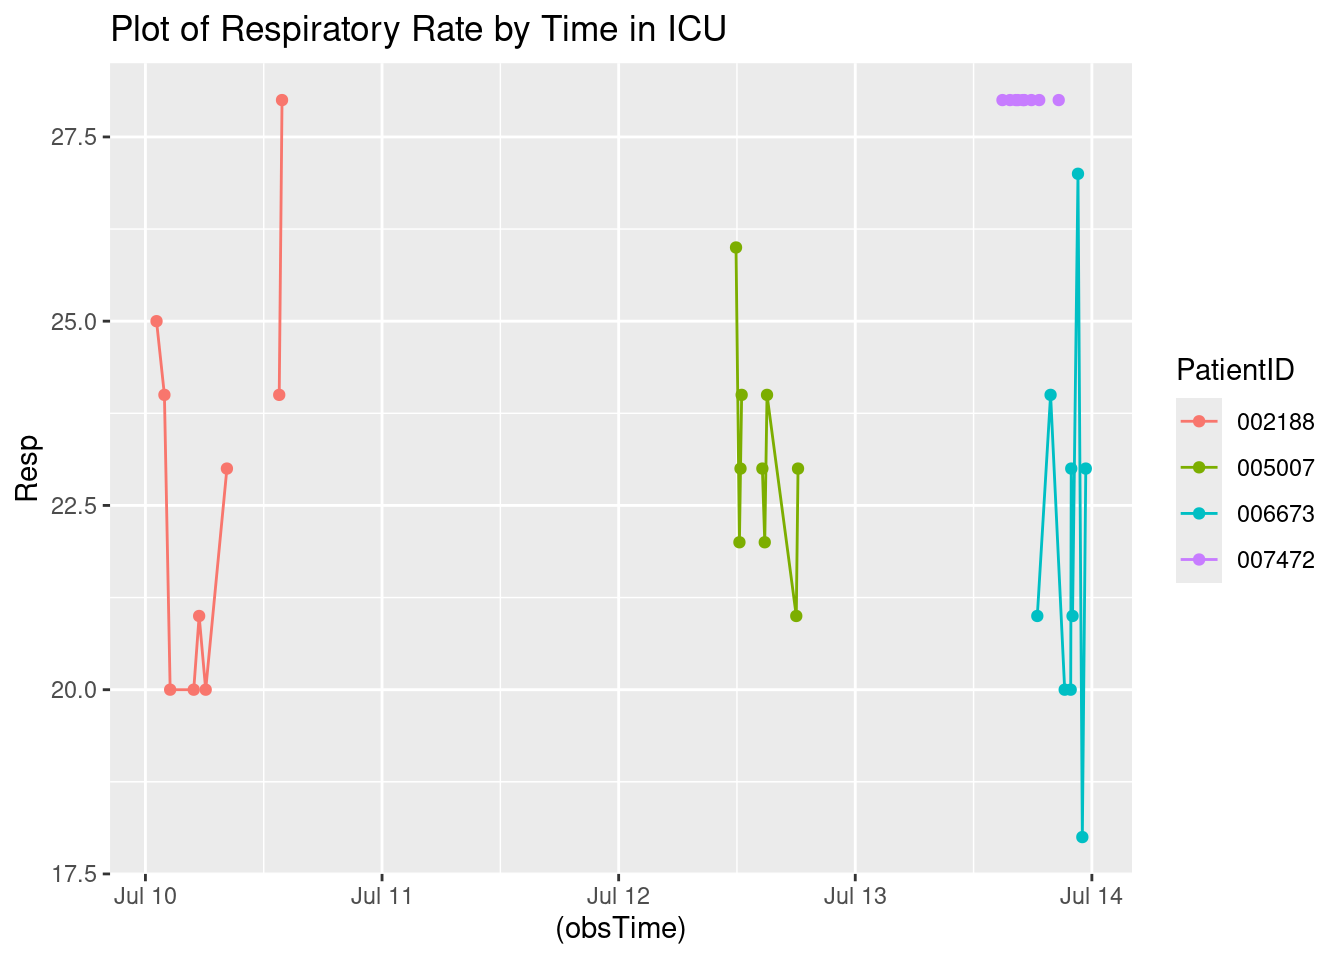 Plot of Respiratory Rate by Time in ICU
27.5
25.0
22.5
20.0
17.5
Resp
Jul 10 Jul 11 Jul 12 Jul 13 Jul 14
(obsTime)
PatientID
002188
005007
006673
007472